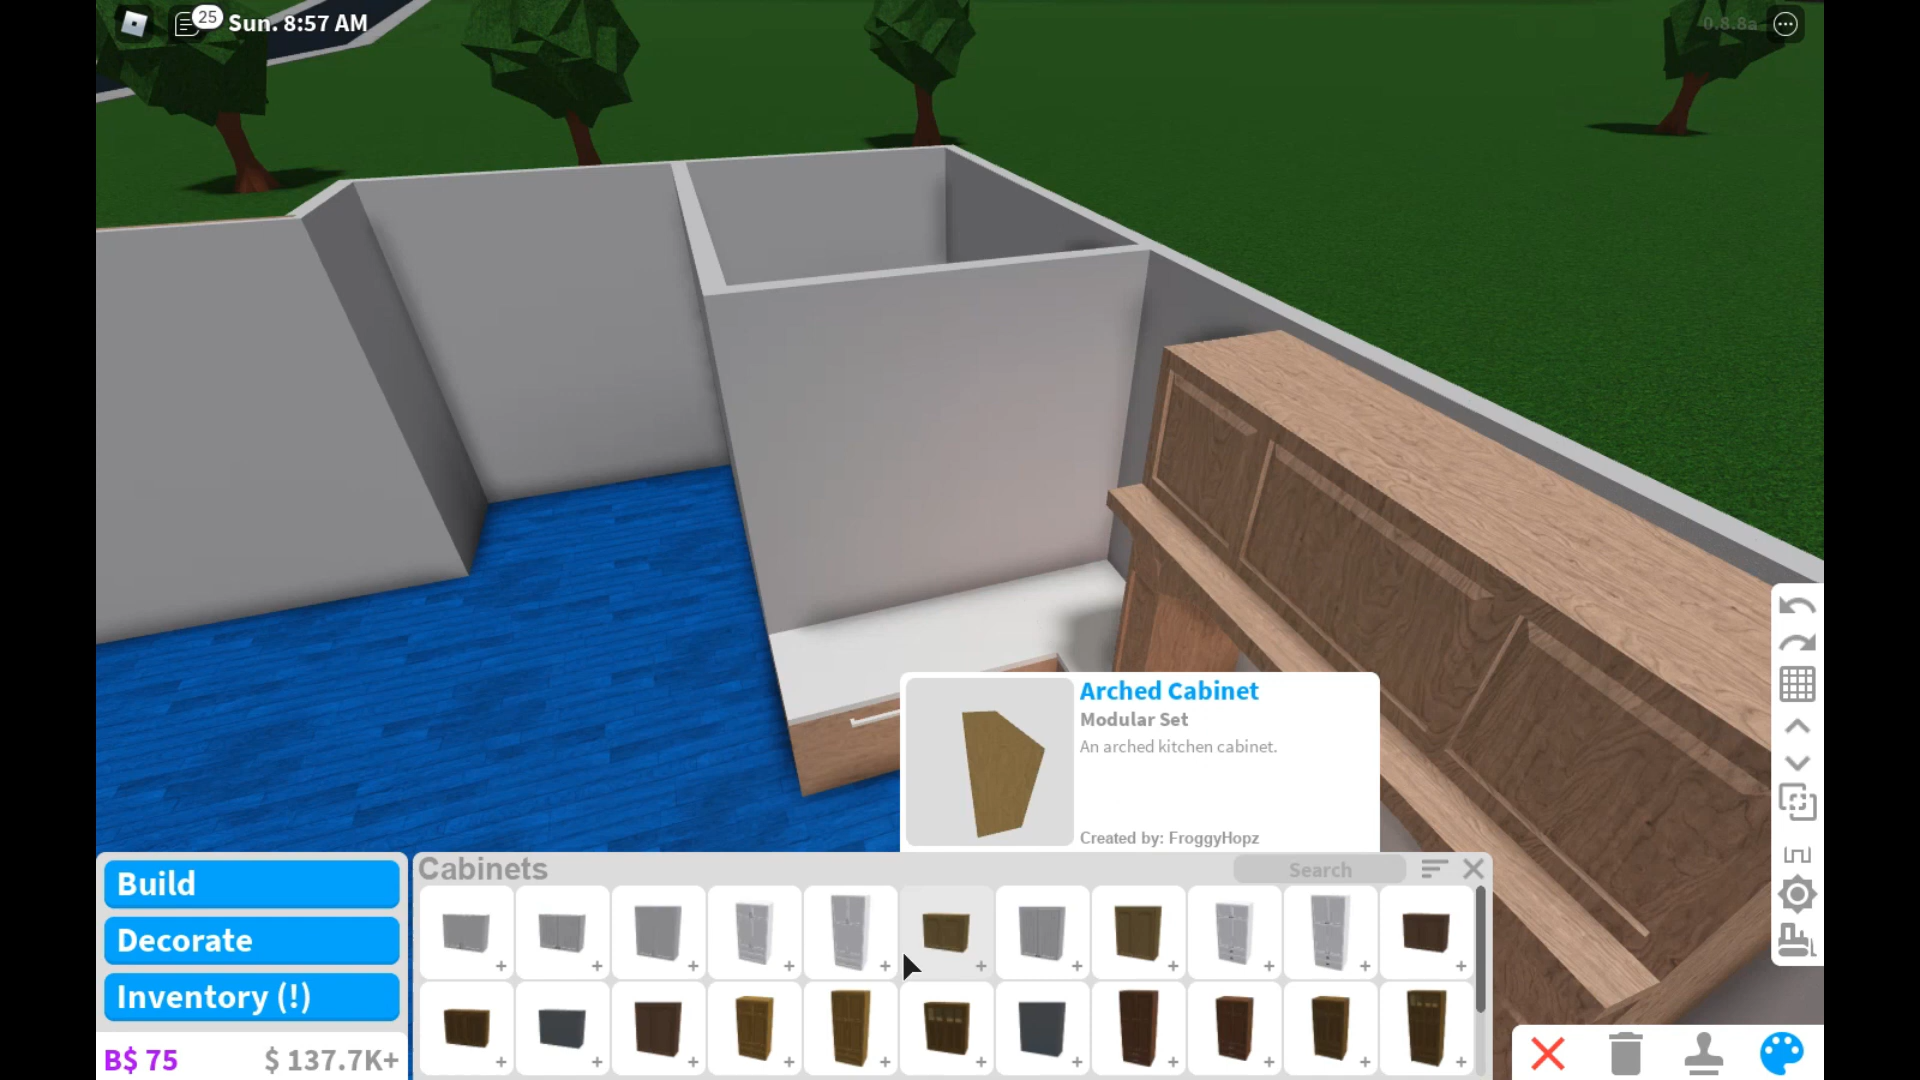 25
Sun. 8:57 AM
0.8.8a
Arched Cabinet
Modular Set
An arched kitchen cabinet.
Created by: FroggyHopz
Build
Decorate
Inventory (!)
B$ 75
$ 137.7K+
Cabinets
Search